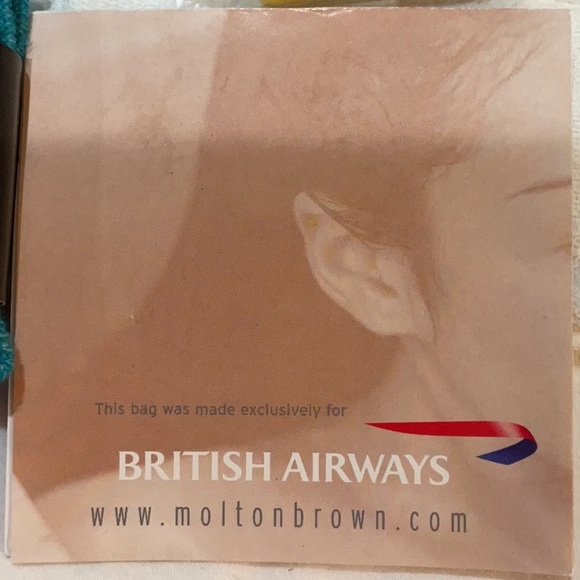 This bag was made exclusively for
BRITISH AIRWAYS
www.moltonbrown.com